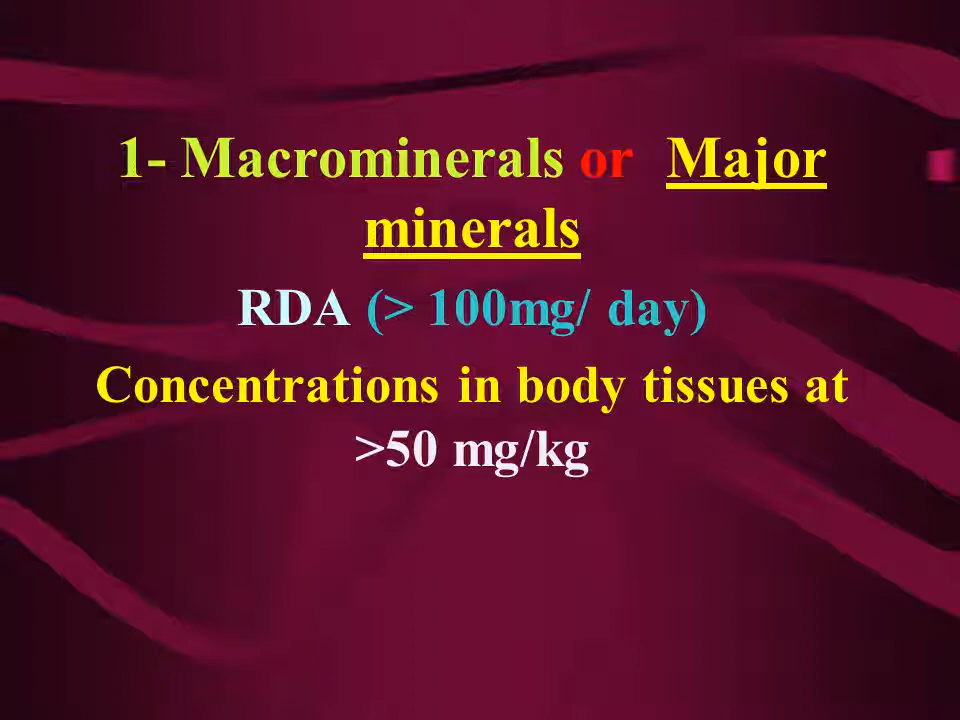 1- Macrominerals or Major
minerals
RDA (> 100mg/ day)
Concentrations in body tissues at
>50 mg/kg